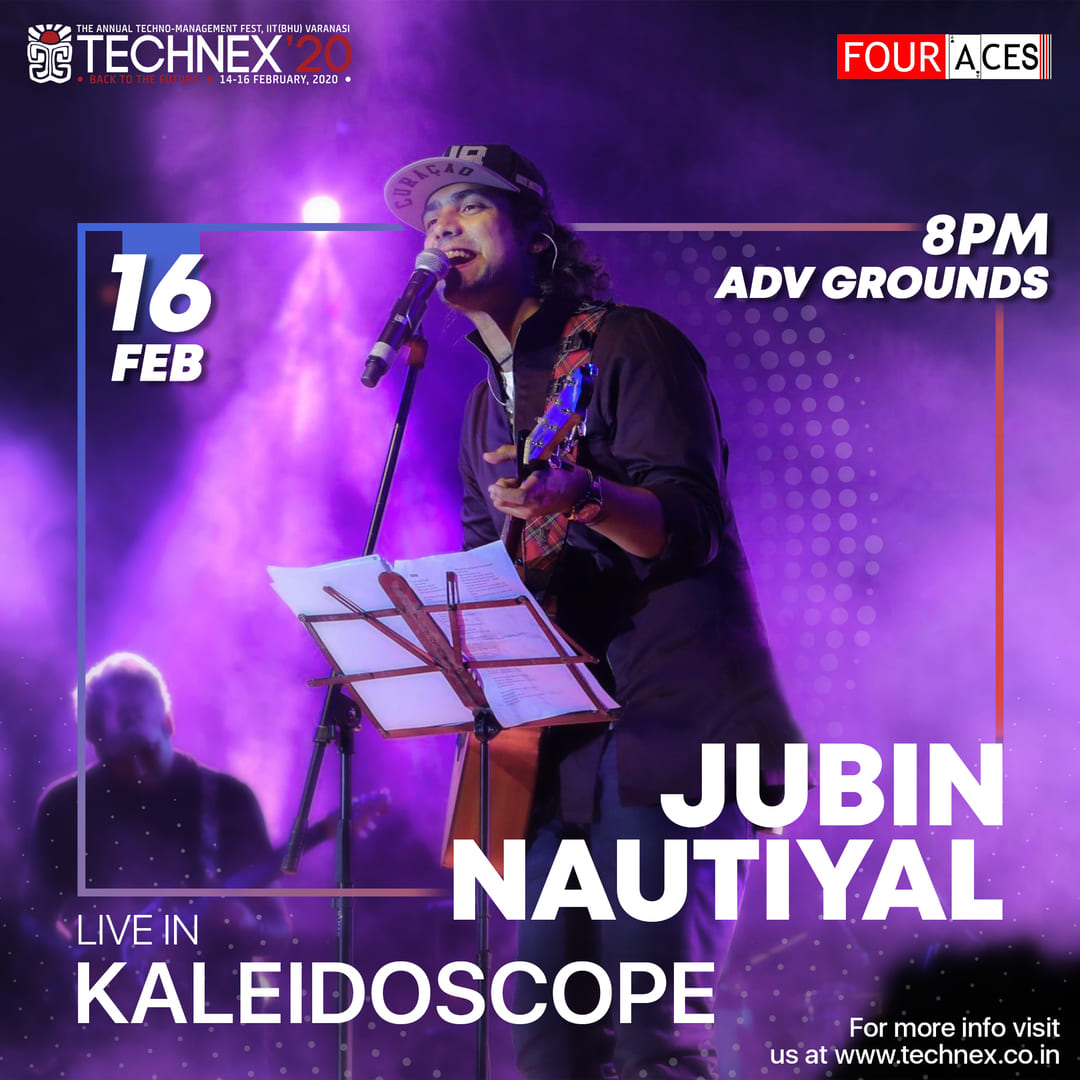 THE ANNUAL TECHNO-MANAGEMENT FEST, IIT(BHU) VARANASI
TECHNEX'20
• BACK TO THE FUTURE • 14-16 FEBRUARY, 2020 •
FOUR ACES
CURAÇAO
16
FEB
8PM
ADV GROUNDS
JUBIN
NAUTIYAL
LIVE IN
KALEIDOSCOPE
For more info visit
us at www.technex.co.in